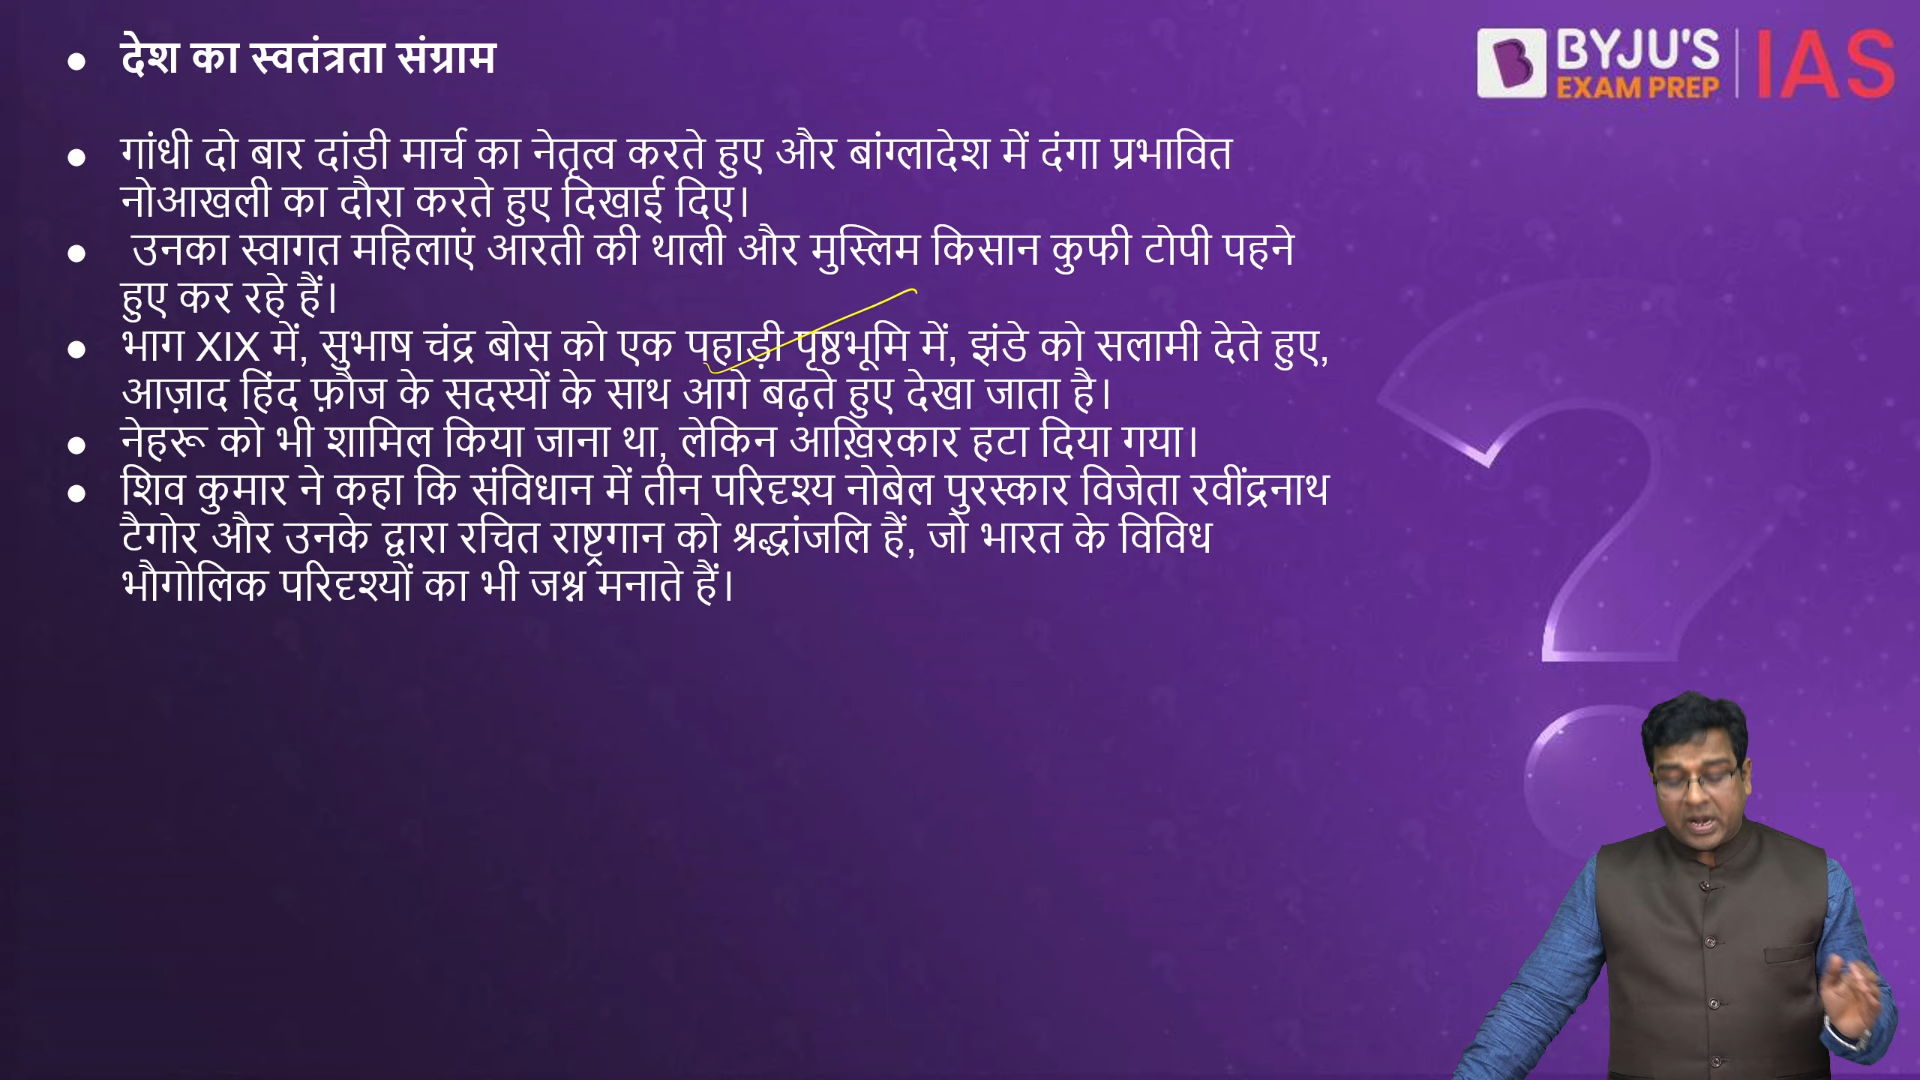 देश का स्वतंत्रता संग्राम
BYJU'S
EXAM PREP
IAS
गांधी दो बार दांडी मार्च का नेतृत्व करते हुए और बांग्लादेश में दंगा प्रभावित
नोआखली का दौरा करते हुए दिखाई दिए।
उनका स्वागत महिलाएं आरती की थाली और मुस्लिम किसान कुफी टोपी पहने
हुए कर रहे हैं।
भाग XIX में, सुभाष चंद्र बोस को एक पहाड़ी पृष्ठभूमि में, झंडे को सलामी देते हुए,
आज़ाद हिंद फ़ौज के सदस्यों के साथ आगे बढ़ते हुए देखा जाता है।
नेहरू को भी शामिल किया जाना था, लेकिन आख़िरकार हटा दिया गया।
शिव कुमार ने कहा कि संविधान में तीन परिदृश्य नोबेल पुरस्कार विजेता रवींद्रनाथ
टैगोर और उनके द्वारा रचित राष्ट्रगान को श्रद्धांजलि हैं, जो भारत के विविध
भौगोलिक परिदृश्यों का भी जश्न मनाते हैं।